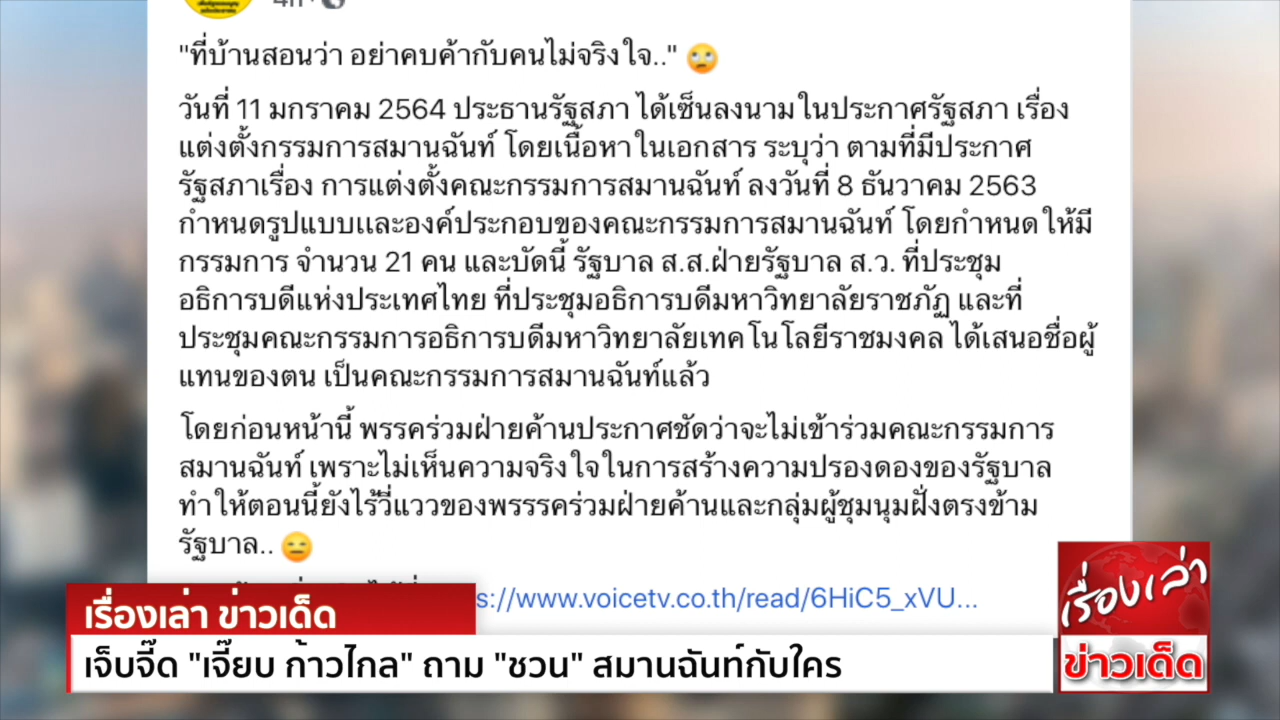 4h
"ที่บ้านสอนว่า อย่าคบค้ากับคนไม่จริงใจ.." 🙄
วันที่ 11 มกราคม 2564 ประธานรัฐสภา ได้เซ็นลงนามในประกาศรัฐสภา เรื่อง
แต่งตั้งกรรมการสมานฉันท์ โดยเนื้อหาในเอกสาร ระบุว่า ตามที่มีประกาศ
รัฐสภาเรื่อง การแต่งตั้งคณะกรรมการสมานฉันท์ ลงวันที่ 8 ธันวาคม 2563
กำหนดรูปแบบและองค์ประกอบของคณะกรรมการสมานฉันท์ โดยกำหนดให้มี
กรรมการ จำนวน 21 คน และบัดนี้ รัฐบาล ส.ส.ฝ่ายรัฐบาล ส.ว. ที่ประชุม
อธิการบดีแห่งประเทศไทย ที่ประชุมอธิการบดีมหาวิทยาลัยราชภัฏ และที่
ประชุมคณะกรรมการอธิการบดีมหาวิทยาลัยเทคโนโลยีราชมงคล ได้เสนอชื่อผู้
แทนของตน เป็นคณะกรรมการสมานฉันท์แล้ว
โดยก่อนหน้านี้ พรรคร่วมฝ่ายค้านประกาศชัดว่าจะไม่เข้าร่วมคณะกรรมการ
สมานฉันท์ เพราะไม่เห็นความจริงใจในการสร้างความปรองดองของรัฐบาล
ทำให้ตอนนี้ยังไร้วี่แววของพรรรคร่วมฝ่ายค้านและกลุ่มผู้ชุมนุมฝั่งตรงข้าม
รัฐบาล.. 😑
s://www.voicetv.co.th/read/6HiC5_xVU...
เรื่องเล่า ข่าวเด็ด
เจ็บจี๊ด "เจี๊ยบ ก้าวไกล" ถาม "ชวน" สมานฉันท์กับใคร
เรื่องเล่า
ข่าวเด็ด